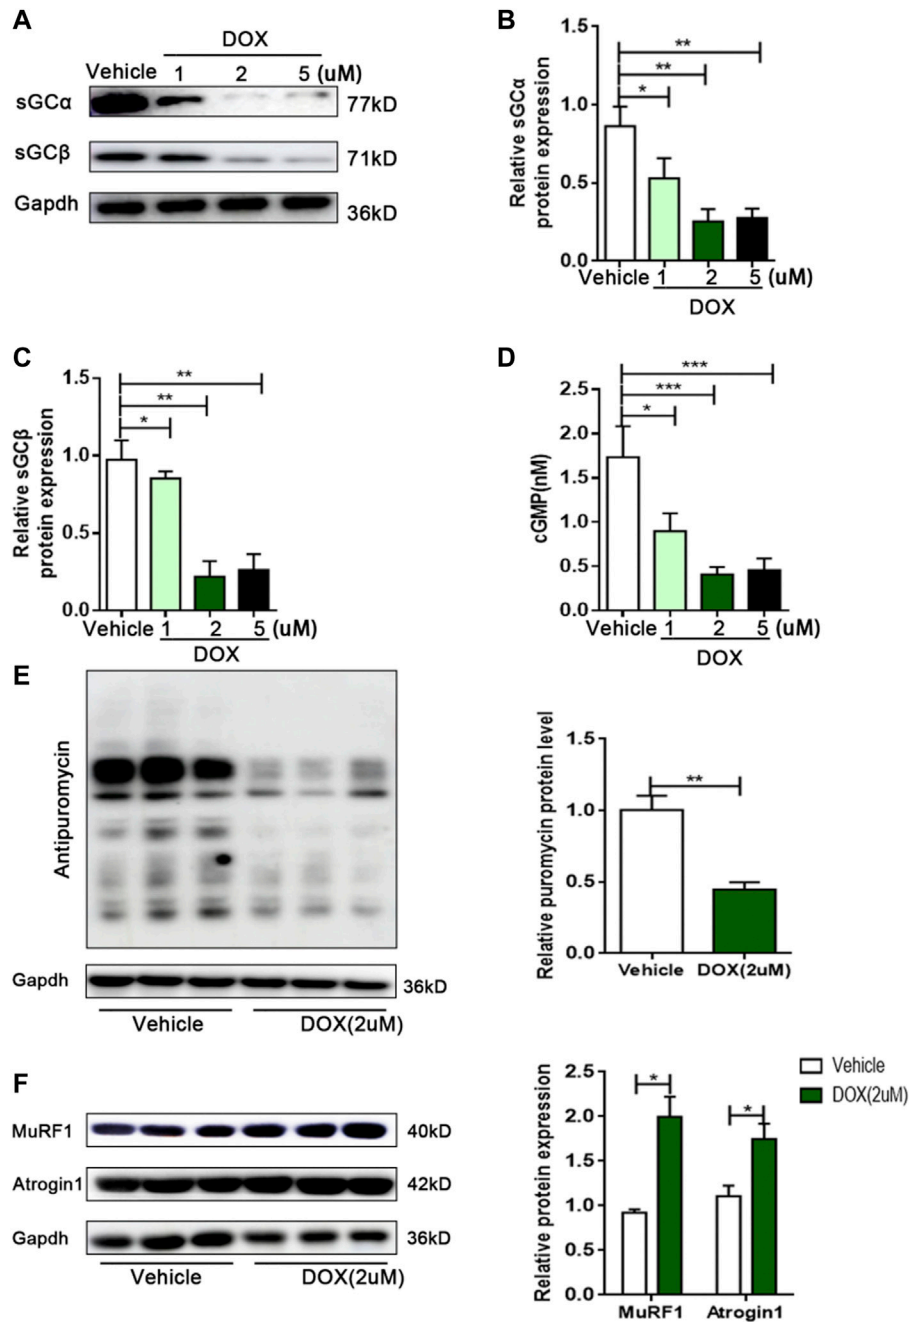 A
DOX
Vehicle 1 2 5 (uM)
sGCα 77kD
sGCβ 71kD
Gapdh 36kD
B
Relative sGCα
protein expression
1.5
1.0
0.5
0.0
**
**
*
Vehicle 1 2 5 (uM)
DOX
C
Relative sGCβ
protein expression
1.5
1.0
0.5
0.0
**
**
*
Vehicle 1 2 5 (uM)
DOX
D
cGMP(nM)
2.5
2.0
1.5
1.0
0.5
0.0
***
***
*
Vehicle 1 2 5 (uM)
DOX
E
Antipuromycin
Gapdh 36kD
Vehicle DOX(2uM)
Relative puromycin protein level
1.5
1.0
0.5
0.0
**
Vehicle DOX(2uM)
F
MuRF1 40kD
Atrogin1 42kD
Gapdh 36kD
Vehicle DOX(2uM)
Relative protein expression
2.5
2.0
1.5
1.0
0.5
0.0
*
*
Vehicle
DOX(2uM)
MuRF1 Atrogin1